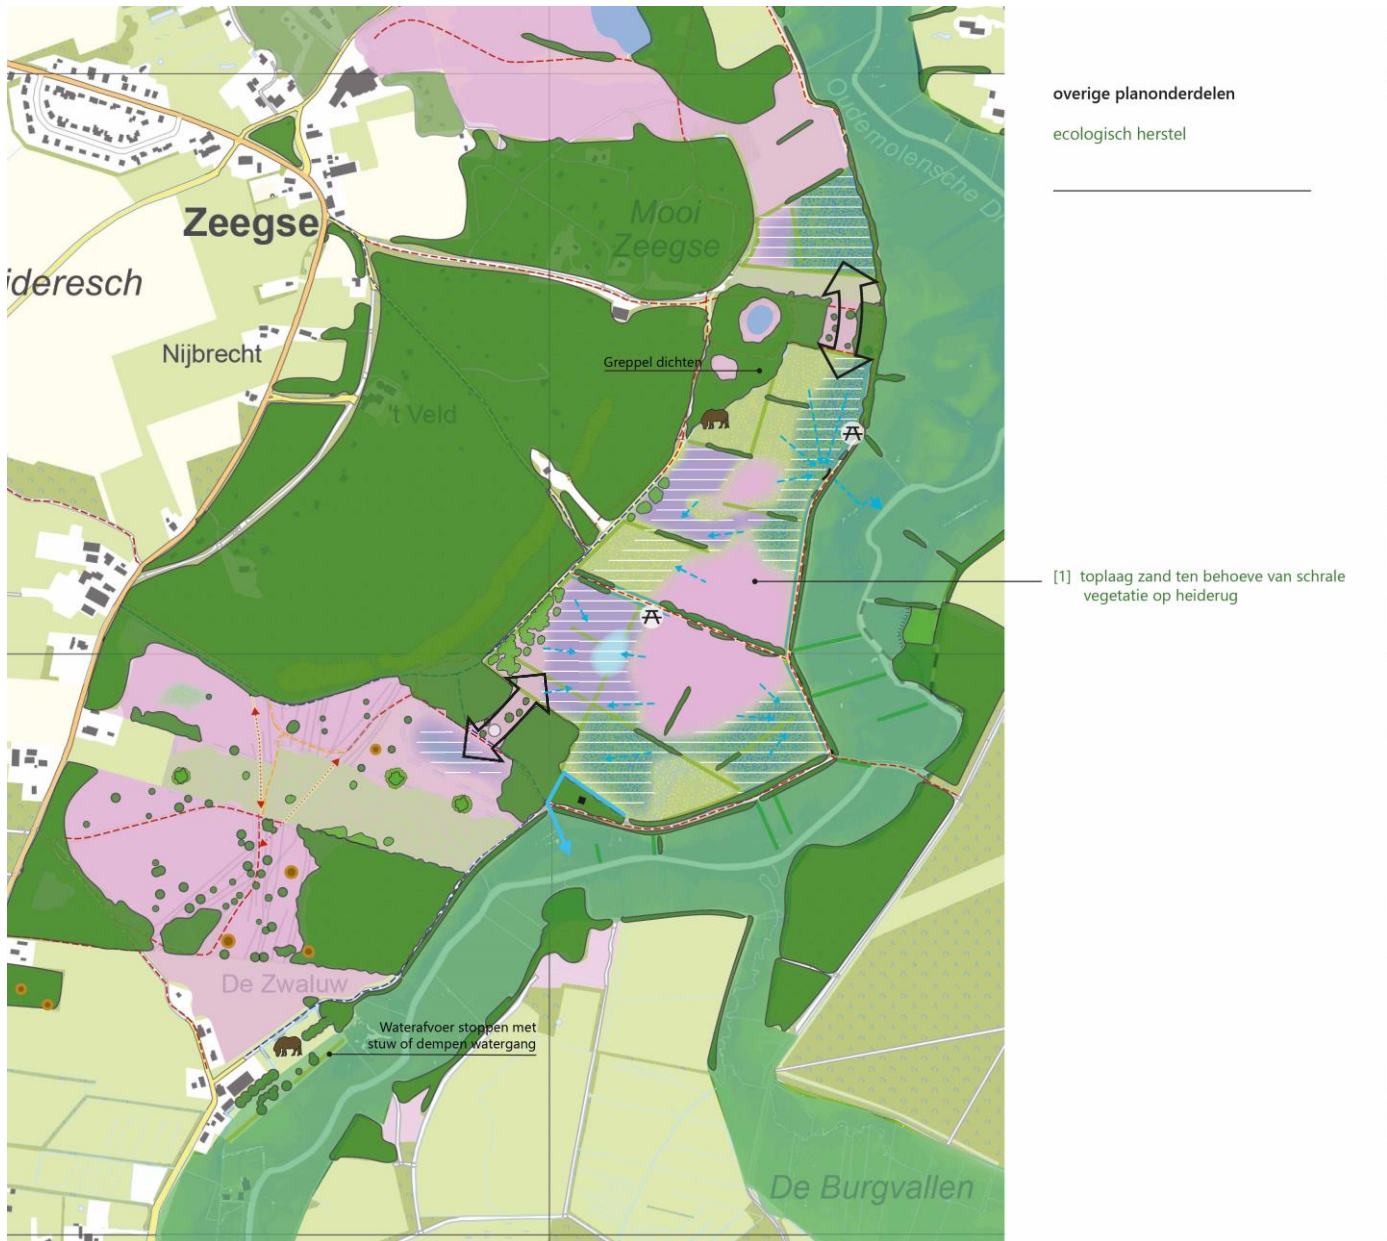 overige planonderdelen
ecologisch herstel
Oudemolensche Di
Mooi
Zeegse
Zeegse
ideresch
Nijbrecht
Greppel dichten
't Veld
[1] toplaag zand ten behoeve van schrale
vegetatie op heiderug
De Zwaluw
Waterafvoer stoppen met
stuw of dempen watergang
De Burgvallen